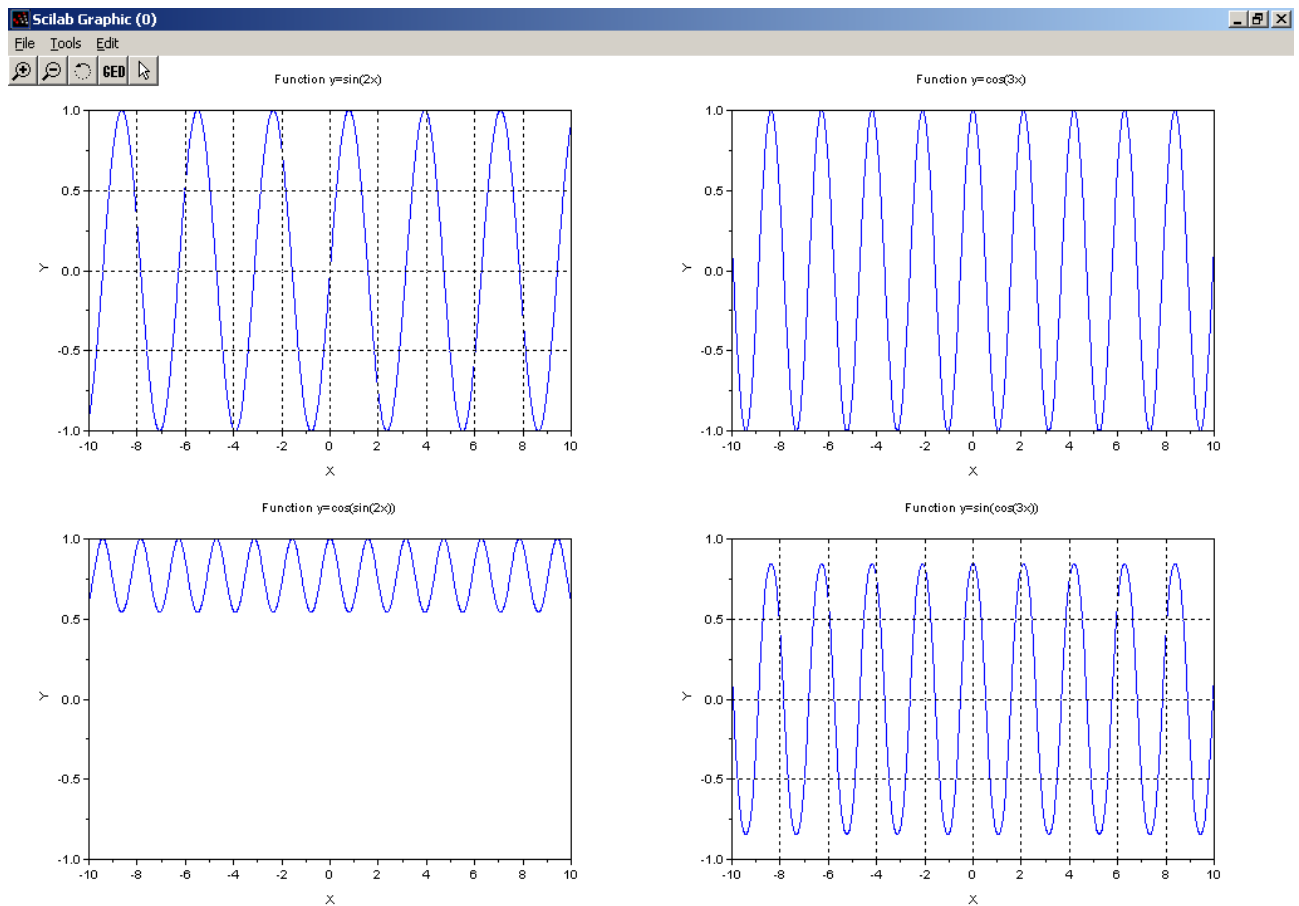 Scilab Graphic (0)
File Tools Edit
GED
Function y=sin(2x)
1.0
0.5
0.0
-0.5
-1.0
Y
-10 -8 -6 -4 -2 0 2 4 6 8 10
X
Function y=cos(3x)
1.0
0.5
0.0
-0.5
-1.0
Y
-10 -8 -6 -4 -2 0 2 4 6 8 10
X
Function y=cos(sin(2x))
1.0
0.5
0.0
-0.5
-1.0
Y
-10 -8 -6 -4 -2 0 2 4 6 8 10
X
Function y=sin(cos(3x))
1.0
0.5
0.0
-0.5
-1.0
Y
-10 -8 -6 -4 -2 0 2 4 6 8 10
X